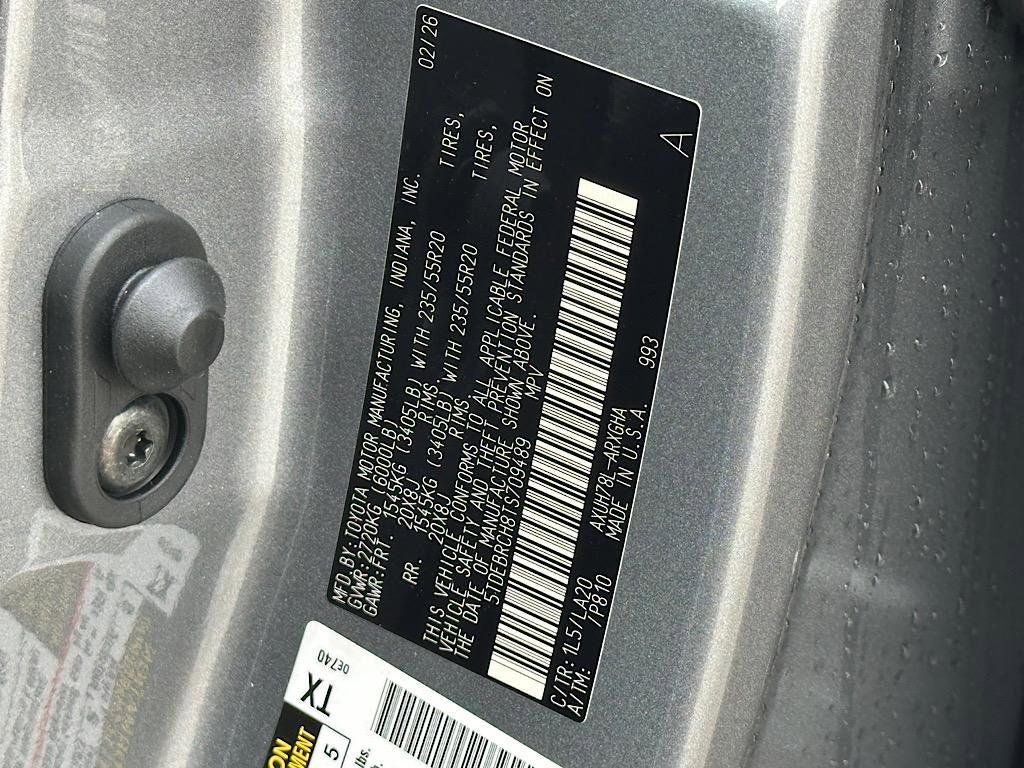 MFD.BY:TOYOTA MOTOR MANUFACTURING, INDIANA, INC. 02/26
GVWR:2720KG (6000LB)
GAWR:FRT. 1545KG (3405LB) WITH 235/55R20 TIRES,
20X8J RIMS.
RR. 1545KG (3405LB) WITH 235/55R20 TIRES,
20X8J RIMS.
THIS VEHICLE CONFORMS TO ALL APPLICABLE FEDERAL MOTOR
VEHICLE SAFETY AND THEFT PREVENTION STANDARDS IN EFFECT ON
THE DATE OF MANUFACTURE SHOWN ABOVE.
5TDEBRCH8TS709489 MPV
C/TR:1L5/LA20 AXUH78L-ARXGHA 993
A/TM: /P810 MADE IN U.S.A.
A
0E740
TX
5
lbs.